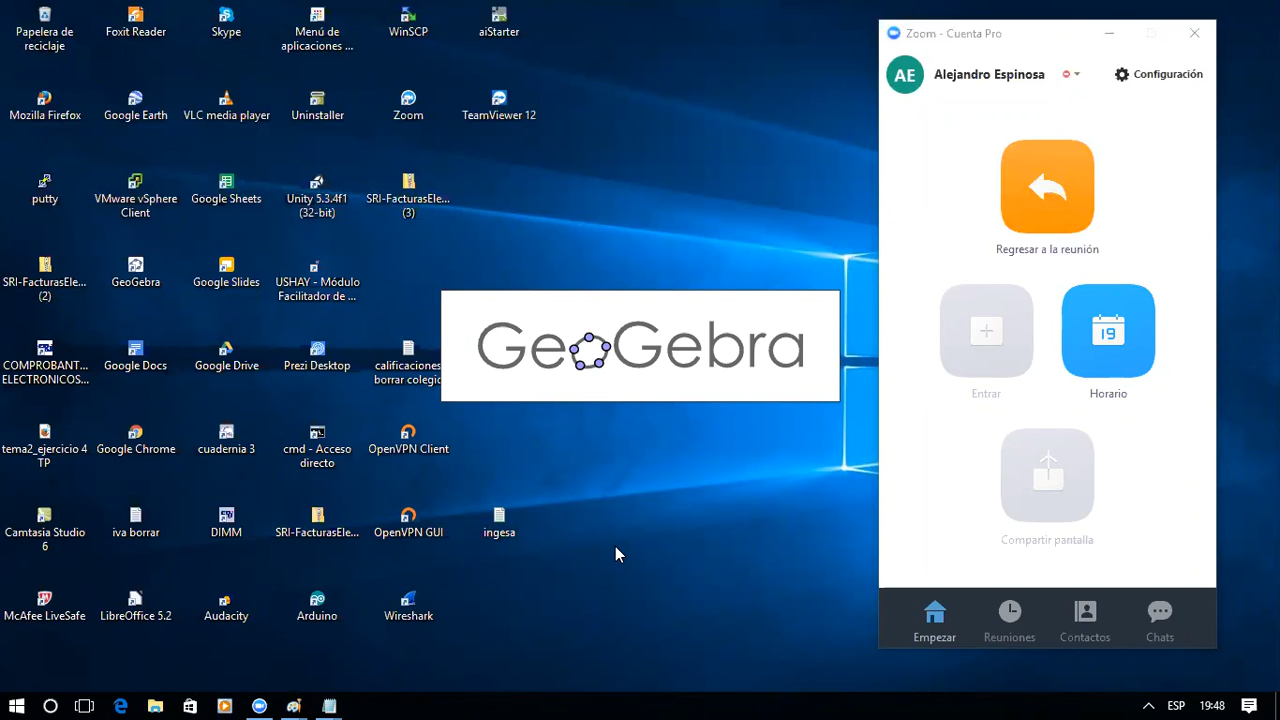 Papelera de
reciclaje
Foxit Reader
Skype
Menú de
aplicaciones ...
WinSCP
aiStarter
Mozilla Firefox
Google Earth
VLC media player
Uninstaller
Zoom
TeamViewer 12
putty
VMware vSphere
Client
Google Sheets
Unity 5.3.4f1
(32-bit)
SRI-FacturasEle...
(3)
SRI-FacturasEle...
(2)
GeoGebra
Google Slides
USHAY - Módulo
Facilitador de ...
COMPROBANT...
ELECTRONICOS...
Google Docs
Google Drive
Prezi Desktop
calificaciones
borrar colegio
tema2_ejercicio 4
TP
Google Chrome
cuadernia 3
cmd - Acceso
directo
OpenVPN Client
Camtasia Studio
6
iva borrar
DIMM
SRI-FacturasEle...
OpenVPN GUI
ingesa
McAfee LiveSafe
LibreOffice 5.2
Audacity
Arduino
Wireshark
GeoGebra
Zoom - Cuenta Pro
AE
Alejandro Espinosa
Configuración
Regresar a la reunión
Entrar
19
Horario
Compartir pantalla
Empezar
Reuniones
Contactos
Chats
ESP
19:48